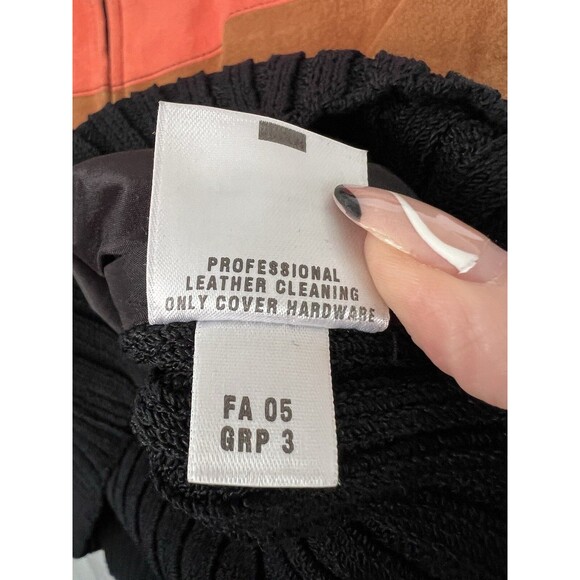 PROFESSIONAL
LEATHER CLEANING
ONLY COVER HARDWARE
FA 05
GRP 3